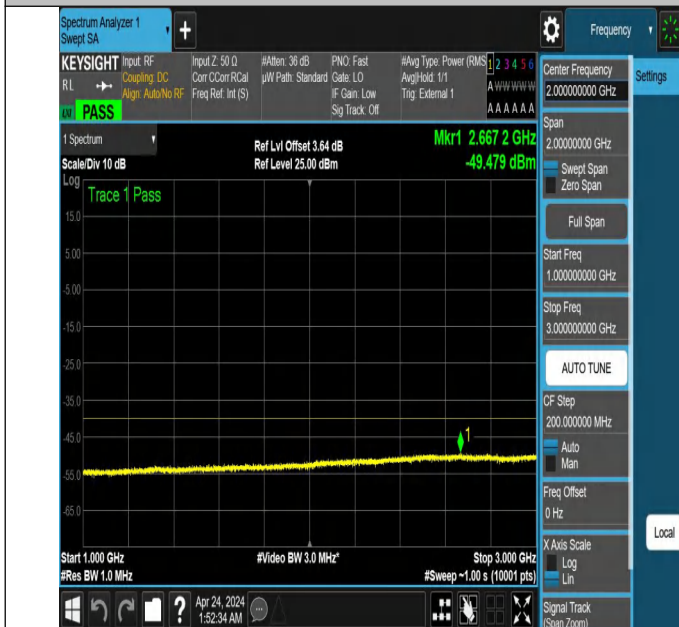 Spectrum Analyzer 1
Swept SA
+
Frequency
KEYSIGHT
RL
PASS
Input: RF
Coupling: DC
Align: Auto/No RF
Input Z: 50 Ω
Corr CCorr RCal
Freq Ref: Int (S)
#Atten: 36 dB
µW Path: Standard
PNO: Fast
Gate: LO
IF Gain: Low
Sig Track: Off
#Avg Type: Power (RMS
Avg|Hold: 1/1
Trig: External 1
1 2 3 4 5 6
A W W W W W
A A A A A A
Center Frequency
2.000000000 GHz
Settings
1 Spectrum
Ref Lvl Offset 3.64 dB
Mkr1 2.667 2 GHz
Scale/Div 10 dB
Ref Level 25.00 dBm
-49.479 dBm
Log
Trace 1 Pass
15.0
5.00
-5.00
-15.0
-25.0
-35.0
-45.0
-55.0
-65.0
1
Start 1.000 GHz
#Video BW 3.0 MHz*
Stop 3.000 GHz
#Res BW 1.0 MHz
#Sweep ~1.00 s (10001 pts)
Span
2.00000000 GHz
Swept Span
Zero Span
Full Span
Start Freq
1.000000000 GHz
Stop Freq
3.000000000 GHz
AUTO TUNE
CF Step
200.000000 MHz
Auto
Man
Freq Offset
0 Hz
X Axis Scale
Log
Lin
Local
Signal Track
(Span Zoom)
?
Apr 24, 2024
1:52:34 AM